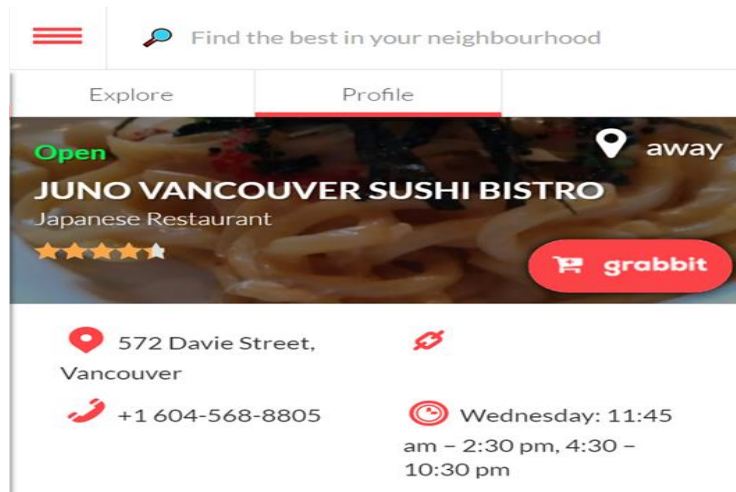 Find the best in your neighbourhood
Explore
Profile
Open
away
JUNO VANCOUVER SUSHI BISTRO
Japanese Restaurant
grabbit
572 Davie Street,
Vancouver
+1 604-568-8805
Wednesday: 11:45
am – 2:30 pm, 4:30 –
10:30 pm